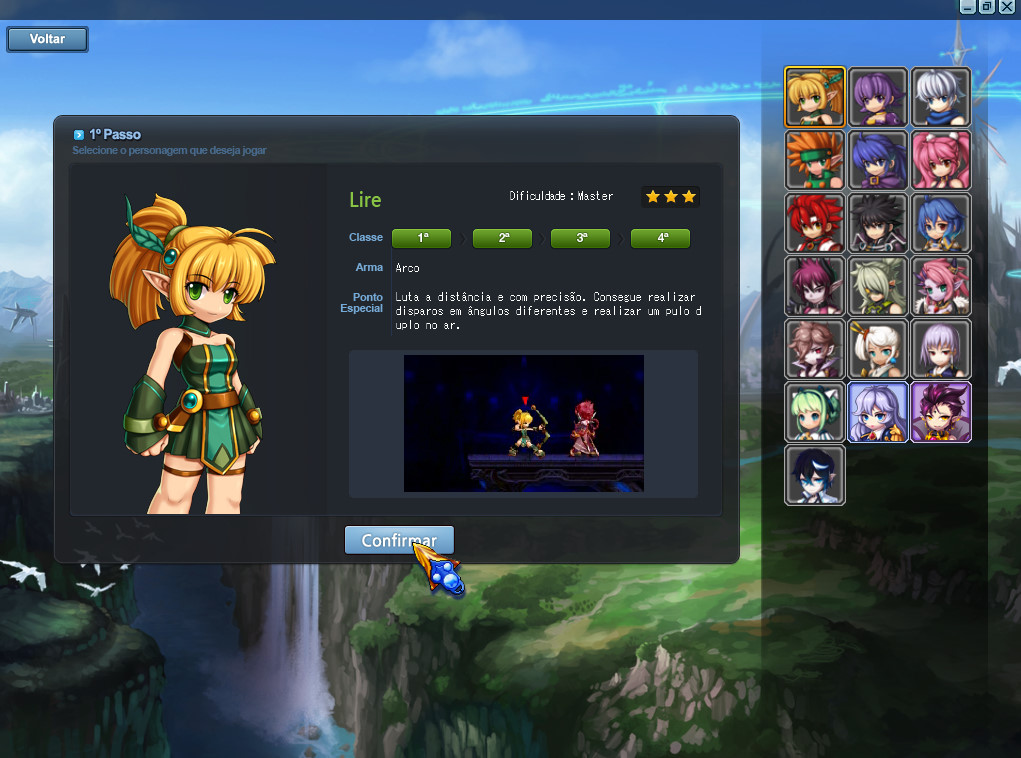 Voltar
1º Passo
Selecione o personagem que deseja jogar
Lire
Dificuldade : Master
Classe
1ª
2ª
3ª
4ª
Arma
Arco
Ponto
Especial
Luta a distância e com precisão. Consegue realizar
disparos em ângulos diferentes e realizar um pulo d
uplo no ar.
Confirmar